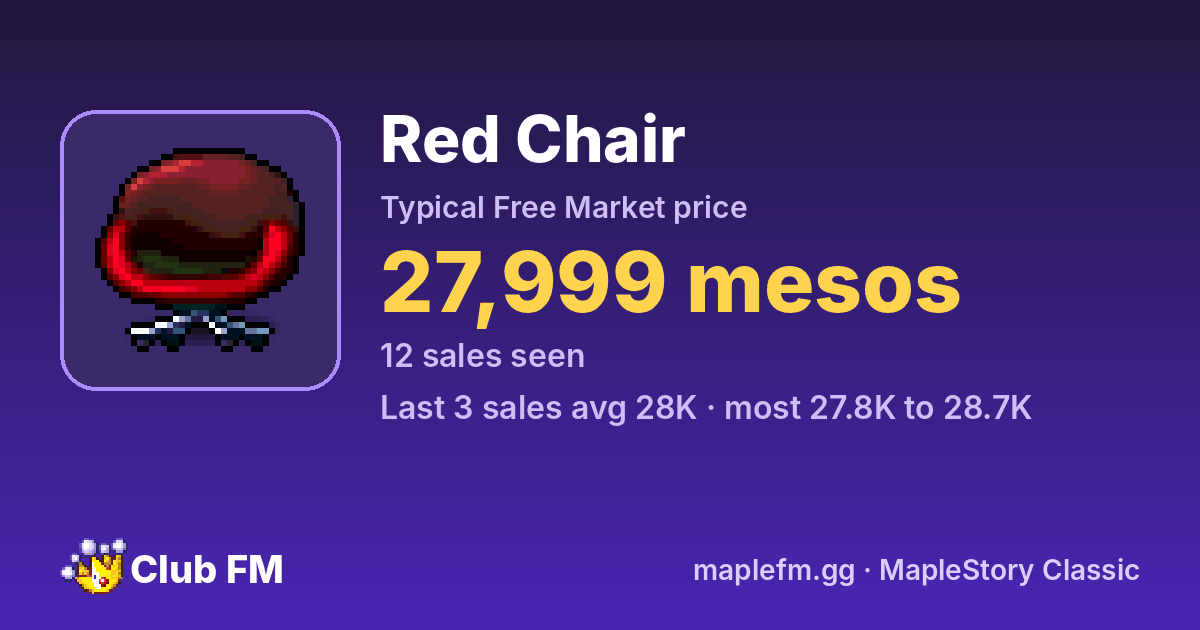 Red Chair
Typical Free Market price
27,999 mesos
12 sales seen
Last 3 sales avg 28K · most 27.8K to 28.7K
Club FM
maplefm.gg · MapleStory Classic